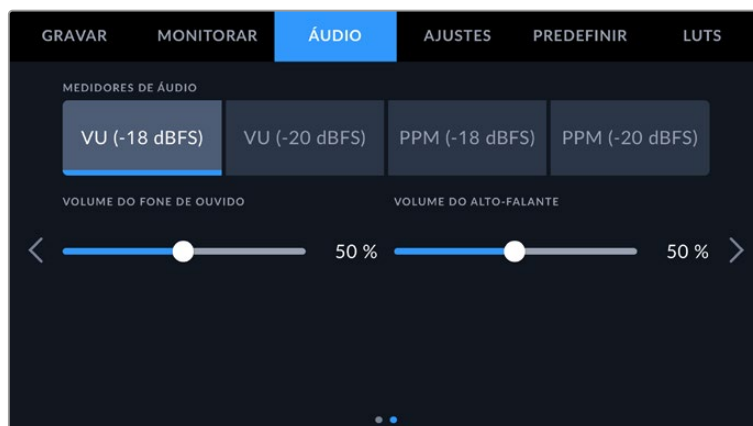 GRAVAR MONITORAR ÁUDIO AJUSTES PREDEFINIR LUTS
MEDIDORES DE ÁUDIO
VU (-18 dBFS) VU (-20 dBFS) PPM (-18 dBFS) PPM (-20 dBFS)
VOLUME DO FONE DE OUVIDO VOLUME DO ALTO-FALANTE
50 % 50 %